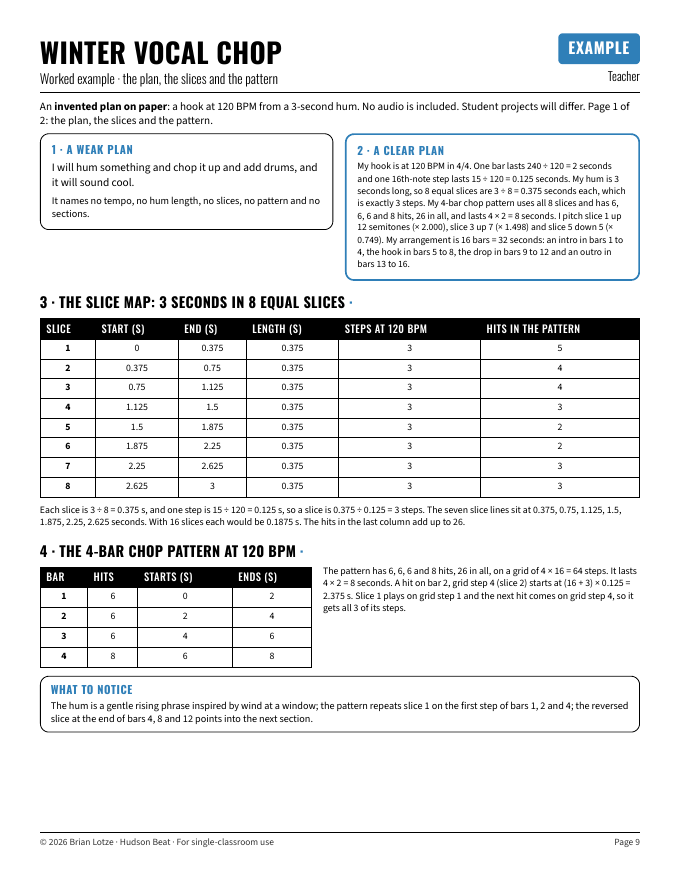 WINTER VOCAL CHOP
EXAMPLE
Worked example · the plan, the slices and the pattern
Teacher
An invented plan on paper: a hook at 120 BPM from a 3-second hum. No audio is included. Student projects will differ. Page 1 of
2: the plan, the slices and the pattern.
1 · A WEAK PLAN
I will hum something and chop it up and add drums, and
it will sound cool.
It names no tempo, no hum length, no slices, no pattern and no
sections.
2 · A CLEAR PLAN
My hook is at 120 BPM in 4/4. One bar lasts 240 ÷ 120 = 2 seconds
and one 16th-note step lasts 15 ÷ 120 = 0.125 seconds. My hum is 3
seconds long, so 8 equal slices are 3 ÷ 8 = 0.375 seconds each, which
is exactly 3 steps. My 4-bar chop pattern uses all 8 slices and has 6,
6, 6 and 8 hits, 26 in all, and lasts 4 × 2 = 8 seconds. I pitch slice 1 up
12 semitones (× 2.000), slice 3 up 7 (× 1.498) and slice 5 down 5 (×
0.749). My arrangement is 16 bars = 32 seconds: an intro in bars 1 to
4, the hook in bars 5 to 8, the drop in bars 9 to 12 and an outro in
bars 13 to 16.
3 · THE SLICE MAP: 3 SECONDS IN 8 EQUAL SLICES ·
SLICE START (S) END (S) LENGTH (S) STEPS AT 120 BPM HITS IN THE PATTERN
1 0 0.375 0.375 3 5
2 0.375 0.75 0.375 3 4
3 0.75 1.125 0.375 3 4
4 1.125 1.5 0.375 3 3
5 1.5 1.875 0.375 3 2
6 1.875 2.25 0.375 3 2
7 2.25 2.625 0.375 3 3
8 2.625 3 0.375 3 3
Each slice is 3 ÷ 8 = 0.375 s, and one step is 15 ÷ 120 = 0.125 s, so a slice is 0.375 ÷ 0.125 = 3 steps. The seven slice lines sit at 0.375, 0.75, 1.125, 1.5,
1.875, 2.25, 2.625 seconds. With 16 slices each would be 0.1875 s. The hits in the last column add up to 26.
4 · THE 4-BAR CHOP PATTERN AT 120 BPM ·
BAR HITS STARTS (S) ENDS (S)
1 6 0 2
2 6 2 4
3 6 4 6
4 8 6 8
The pattern has 6, 6, 6 and 8 hits, 26 in all, on a grid of 4 × 16 = 64 steps. It lasts
4 × 2 = 8 seconds. A hit on bar 2, grid step 4 (slice 2) starts at (16 + 3) × 0.125 =
2.375 s. Slice 1 plays on grid step 1 and the next hit comes on grid step 4, so it
gets all 3 of its steps.
WHAT TO NOTICE
The hum is a gentle rising phrase inspired by wind at a window; the pattern repeats slice 1 on the first step of bars 1, 2 and 4; the reversed
slice at the end of bars 4, 8 and 12 points into the next section.
© 2026 Brian Lotze · Hudson Beat · For single-classroom use
Page 9